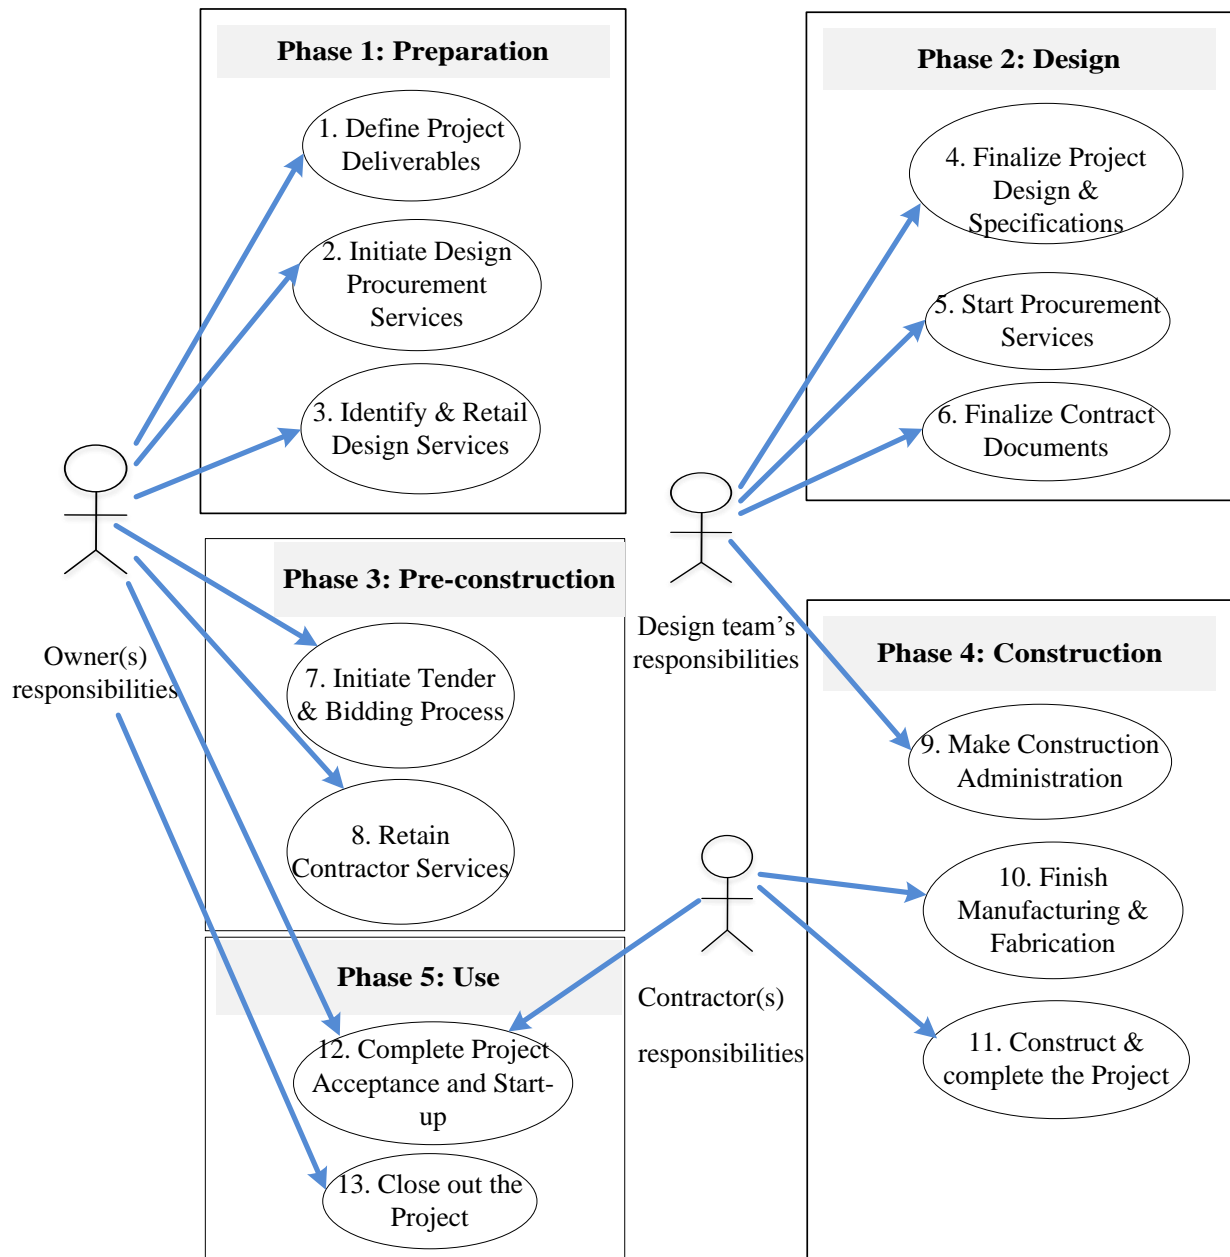 Phase 1: Preparation
1. Define Project
Deliverables
2. Initiate Design
Procurement
Services
3. Identify & Retail
Design Services
Phase 2: Design
4. Finalize Project
Design &
Specifications
5. Start Procurement
Services
6. Finalize Contract
Documents
Owner(s)
responsibilities
Phase 3: Pre-construction
7. Initiate Tender
& Bidding Process
8. Retain
Contractor Services
Design team’s
responsibilities
Phase 4: Construction
9. Make Construction
Administration
10. Finish
Manufacturing &
Fabrication
11. Construct &
complete the Project
Contractor(s)
responsibilities
Phase 5: Use
12. Complete Project
Acceptance and Start-
up
13. Close out the
Project